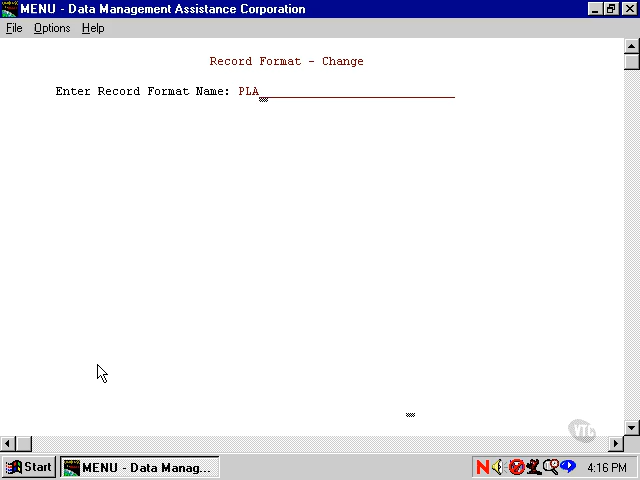 MENU - Data Management Assistance Corporation
File Options Help
Record Format - Change
Enter Record Format Name: PLA
VTC
Start MENU - Data Manag... N 4:16 PM